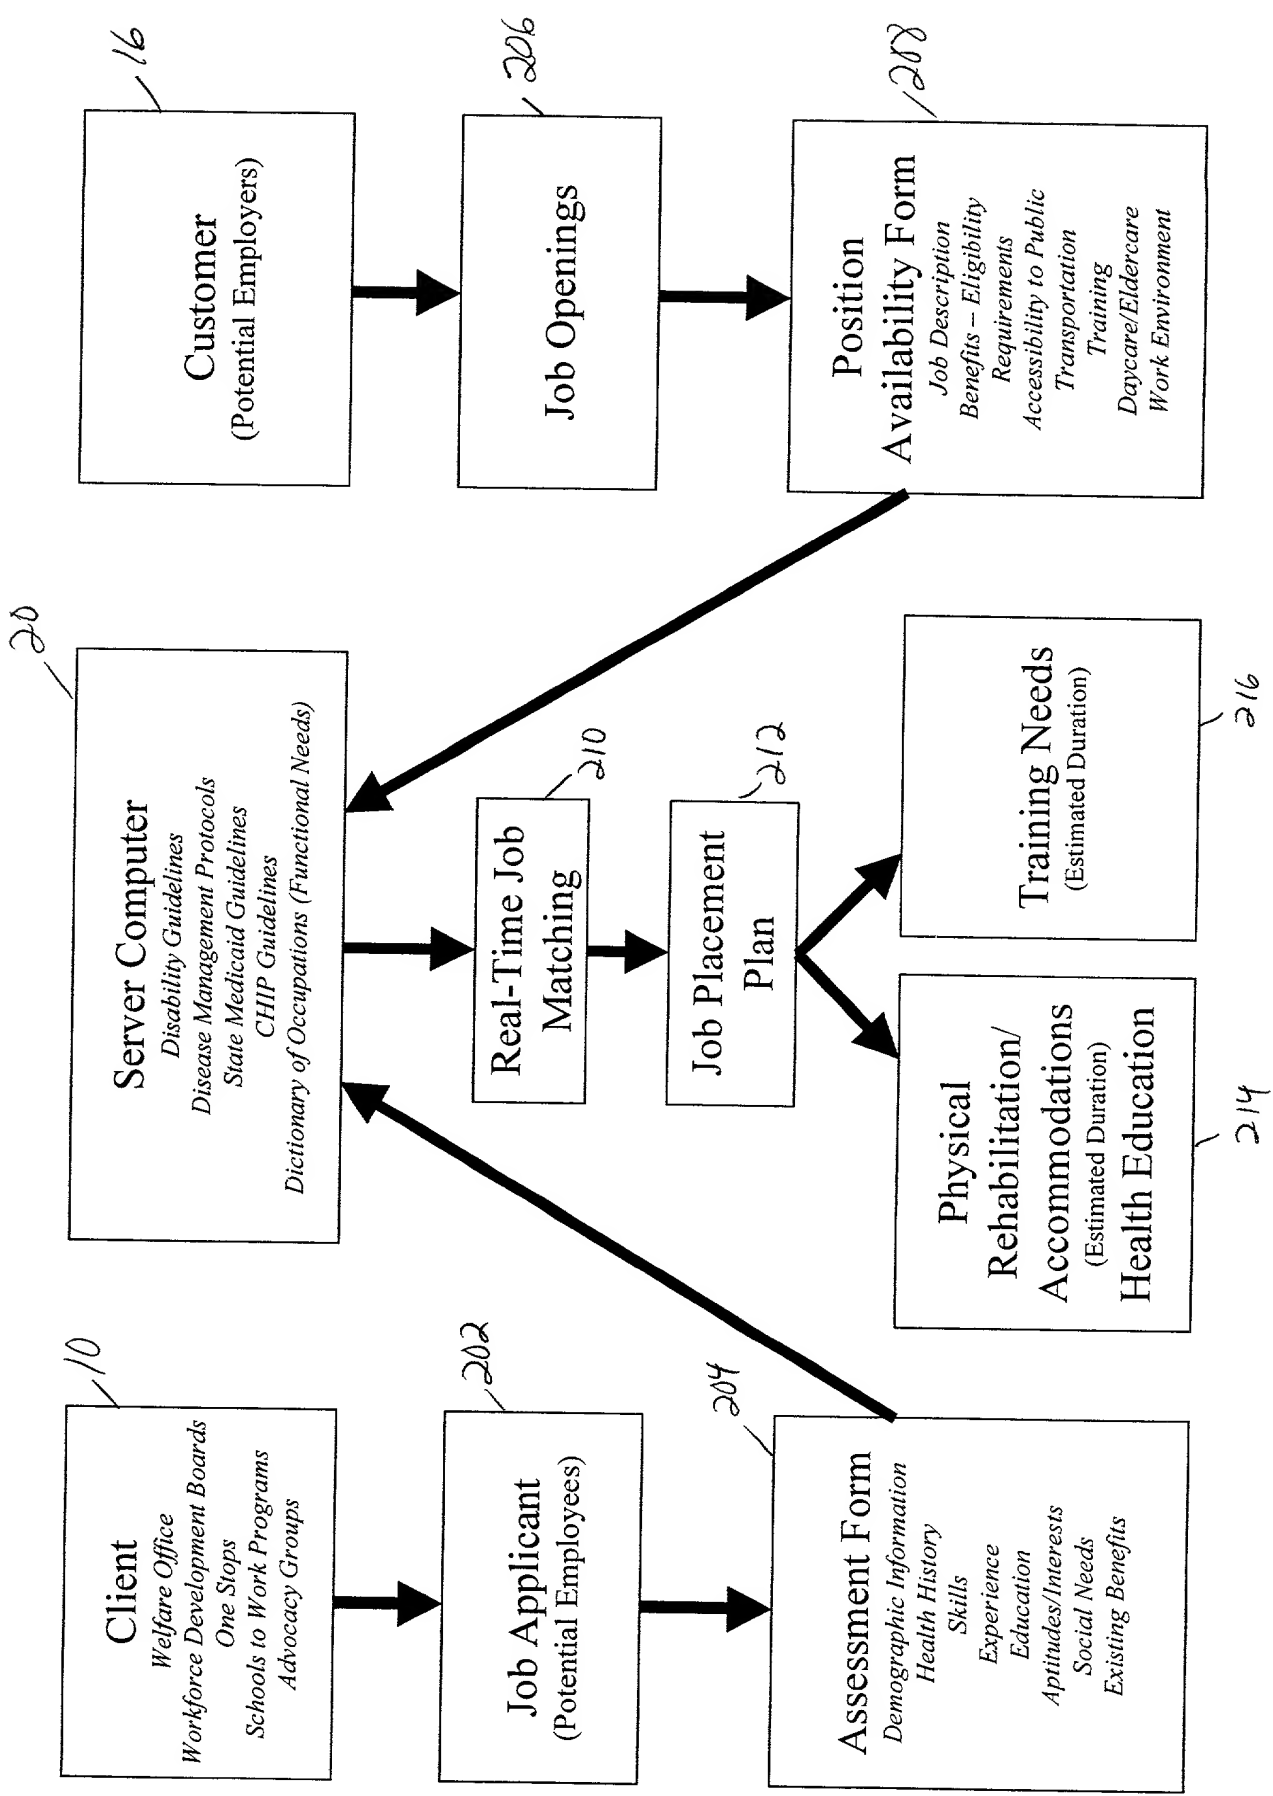 10
Client
Welfare Office
Workforce Development Boards
One Stops
Schools to Work Programs
Advocacy Groups
202
Job Applicant
(Potential Employees)
204
Assessment Form
Demographic Information
Health History
Skills
Experience
Education
Aptitudes/Interests
Social Needs
Existing Benefits
20
Server Computer
Disability Guidelines
Disease Management Protocols
State Medicaid Guidelines
CHIP Guidelines
Dictionary of Occupations (Functional Needs)
210
Real-Time Job
Matching
212
Job Placement
Plan
Physical
Rehabilitation/
Accommodations
(Estimated Duration)
Health Education
214
Training Needs
(Estimated Duration)
216
16
Customer
(Potential Employers)
206
Job Openings
208
Position
Availability Form
Job Description
Benefits – Eligibility
Requirements
Accessibility to Public
Transportation
Training
Daycare/Eldercare
Work Environment